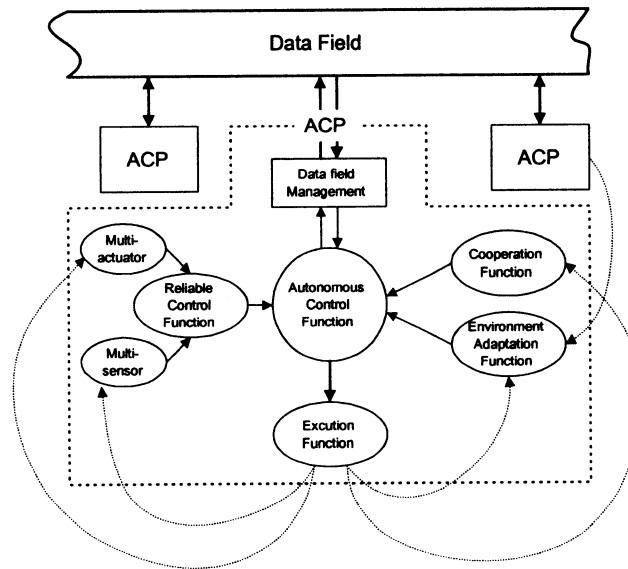 Data Field
ACP
ACP
ACP
Data field
Management
Multi-
actuator
Reliable
Control
Function
Multi-
sensor
Autonomous
Control
Function
Cooperation
Function
Environment
Adaptation
Function
Excution
Function